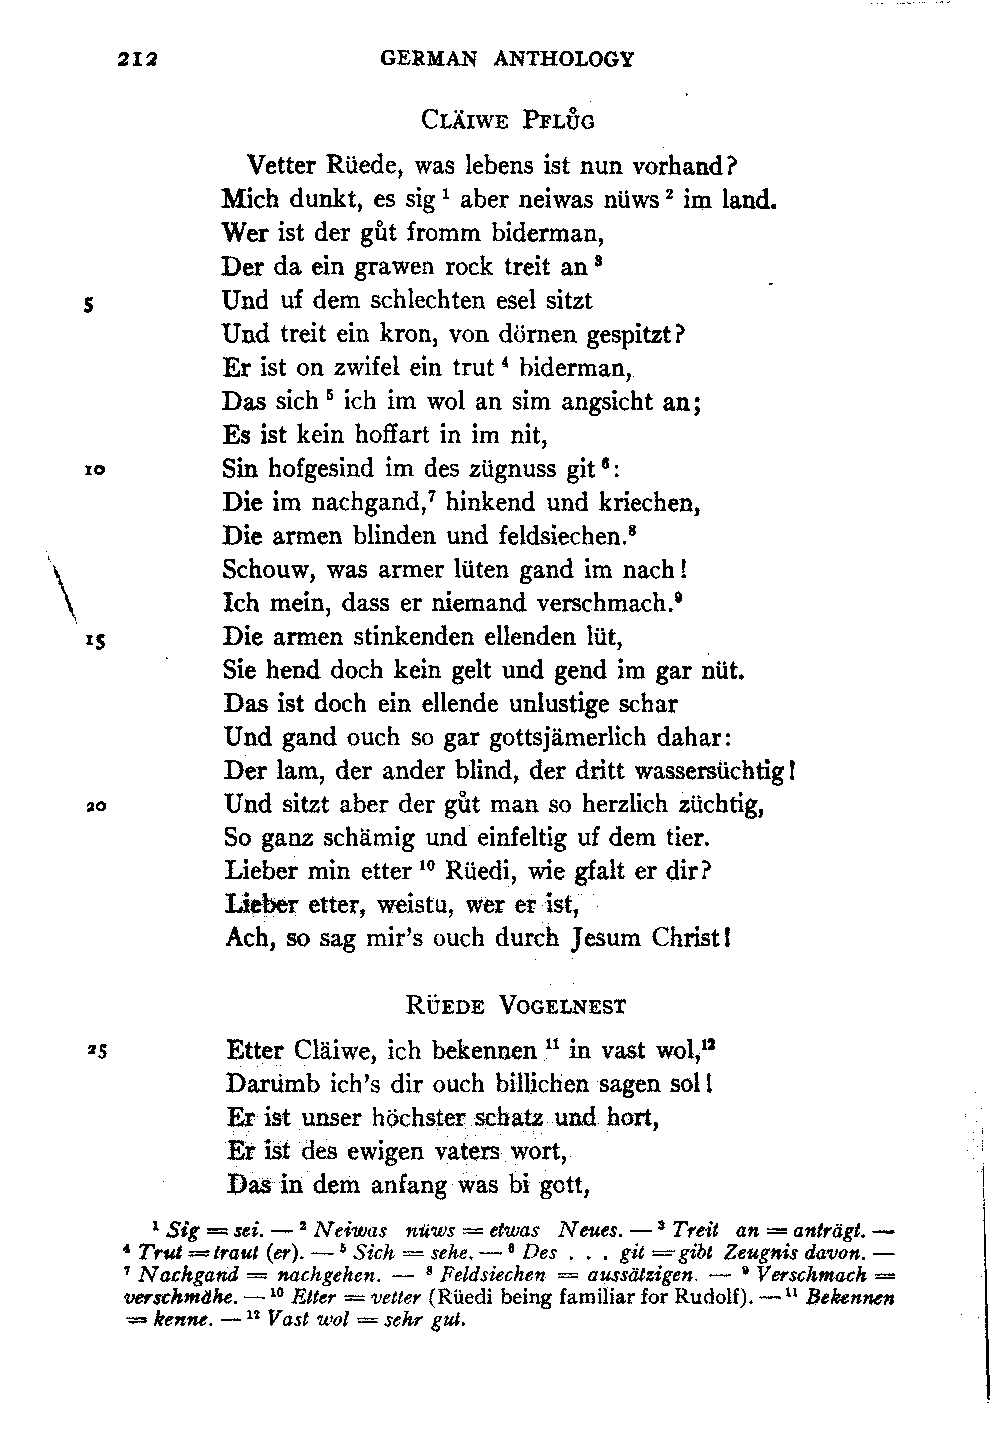 212 GERMAN ANTHOLOGY
CLÄIWE PFLŮG
Vetter Rüede, was lebens ist nun vorhand?
Mich dunkt, es sig ¹ aber neiwas nüws ² im land.
Wer ist der gůt fromm biderman,
Der da ein grawen rock treit an ³
5 Und uf dem schlechten esel sitzt
Und treit ein kron, von dörnen gespitzt?
Er ist on zwifel ein trut ⁴ biderman,
Das sich ⁵ ich im wol an sim angsicht an;
Es ist kein hoffart in im nit,
10 Sin hofgesind im des zügnuss git ⁶:
Die im nachgand,⁷ hinkend und kriechen,
Die armen blinden und feldsiechen.⁸
Schouw, was armer lüten gand im nach!
Ich mein, dass er niemand verschmach.⁹
15 Die armen stinkenden ellenden lüt,
Sie hend doch kein gelt und gend im gar nüt.
Das ist doch ein ellende unlustige schar
Und gand ouch so gar gottsjämerlich dahar:
Der lam, der ander blind, der dritt wassersüchtig!
20 Und sitzt aber der gůt man so herzlich züchtig,
So ganz schämig und einfeltig uf dem tier.
Lieber min etter ¹⁰ Rüedi, wie gfalt er dir?
Lieber etter, weistu, wer er ist,
Ach, so sag mir's ouch durch Jesum Christ!
RÜEDE VOGELNEST
25 Etter Cläiwe, ich bekennen ¹¹ in vast wol,¹²
Darümb ich's dir ouch billichen sagen sol!
Er ist unser höchster schatz und hort,
Er ist des ewigen vaters wort,
Das in dem anfang was bi gott,
¹ Sig = sei. — ² Neiwas nüws = etwas Neues. — ³ Treit an = anträgt. —
⁴ Trut = traut (er). — ⁵ Sich = sehe. — ⁶ Des . . . git = gibt Zeugnis davon. —
⁷ Nachgand = nachgehen. — ⁸ Feldsiechen = aussätzigen. — ⁹ Verschmach =
verschmähe. — ¹⁰ Etter = vetter (Rüedi being familiar for Rudolf). — ¹¹ Bekennen
= kenne. — ¹² Vast wol = sehr gut.